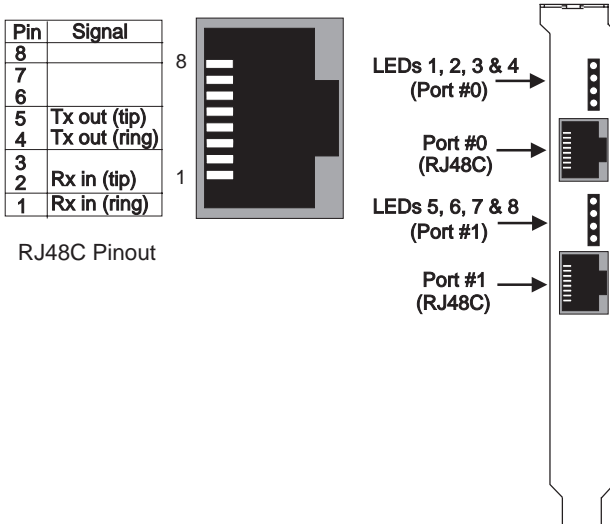 Pin Signal
8
7
6
5 Tx out (tip)
4 Tx out (ring)
3
2 Rx in (tip)
1 Rx in (ring)
RJ48C Pinout
8
1
LEDs 1, 2, 3 & 4
(Port #0)
Port #0
(RJ48C)
LEDs 5, 6, 7 & 8
(Port #1)
Port #1
(RJ48C)